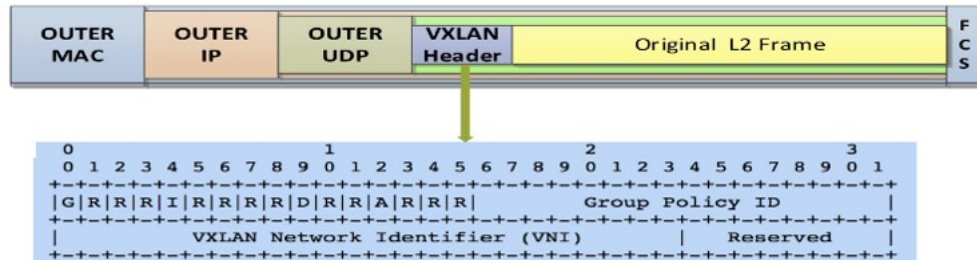 OUTER MAC
OUTER IP
OUTER UDP
VXLAN Header
Original L2 Frame
FCS
0                   1                   2                   3
0 1 2 3 4 5 6 7 8 9 0 1 2 3 4 5 6 7 8 9 0 1 2 3 4 5 6 7 8 9 0 1
+-+-+-+-+-+-+-+-+-+-+-+-+-+-+-+-+-+-+-+-+-+-+-+-+-+-+-+-+-+-+-+-+
|G|R|R|R|I|R|R|R|R|D|R|R|A|R|R|R|        Group Policy ID        |
+-+-+-+-+-+-+-+-+-+-+-+-+-+-+-+-+-+-+-+-+-+-+-+-+-+-+-+-+-+-+-+-+
|          VXLAN Network Identifier (VNI)       |   Reserved    |
+-+-+-+-+-+-+-+-+-+-+-+-+-+-+-+-+-+-+-+-+-+-+-+-+-+-+-+-+-+-+-+-+